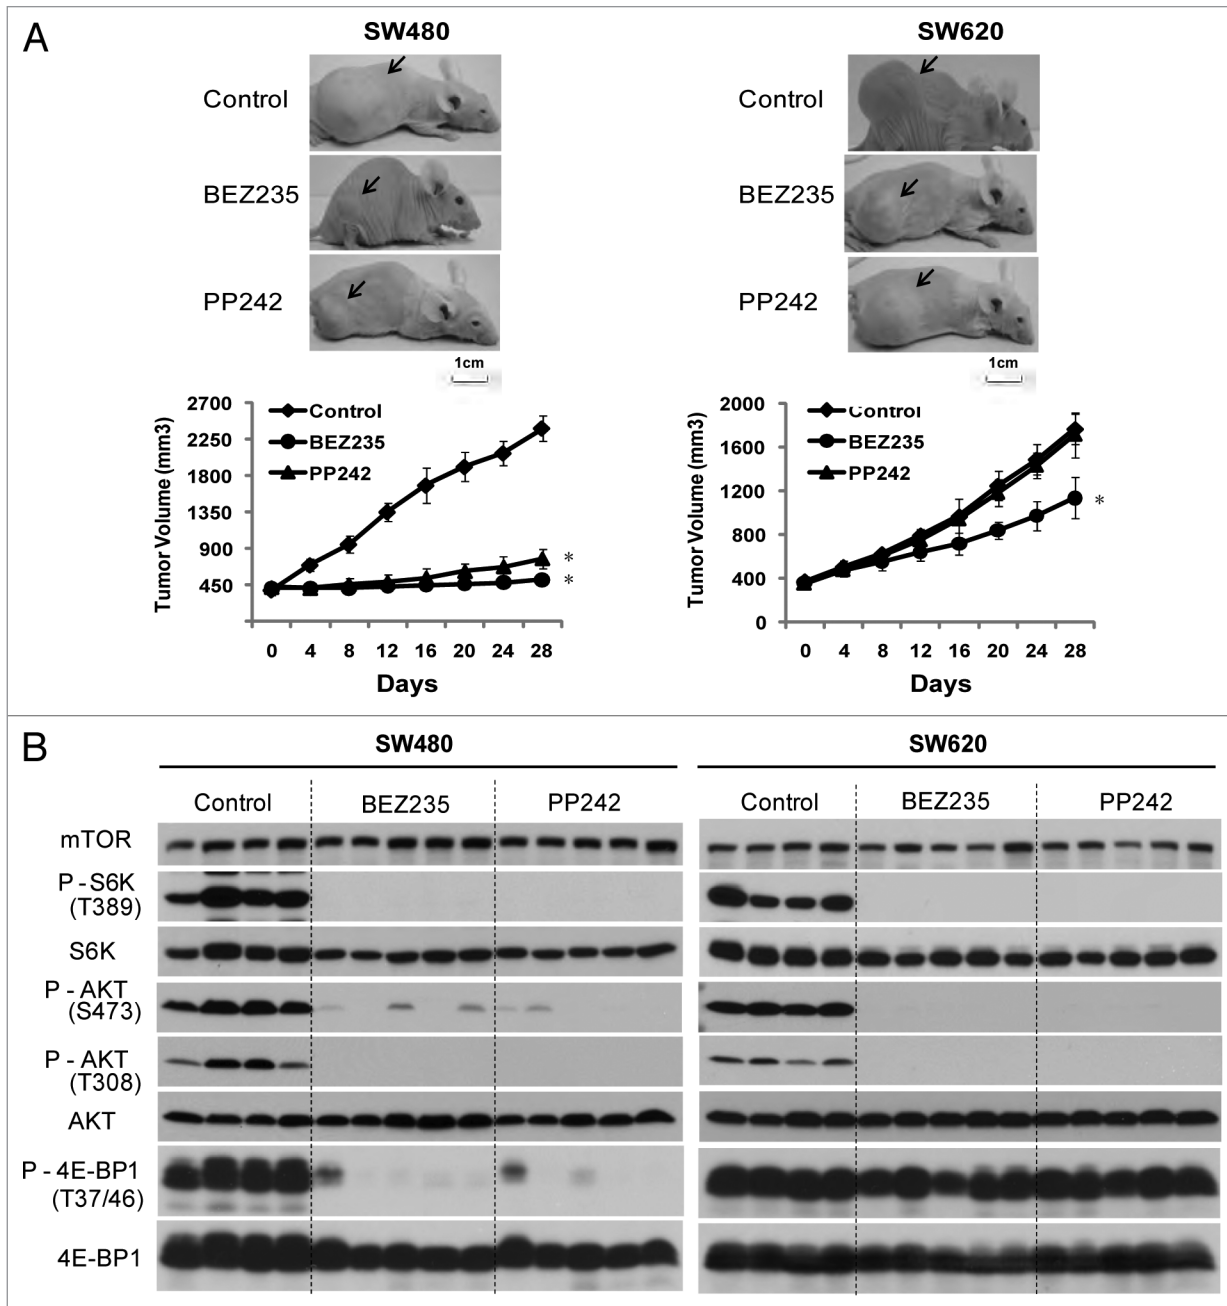 A
SW480
SW620
Control
Control
BEZ235
BEZ235
PP242
PP242
1cm
1cm
Tumor Volume (mm3)
2700
2250
1800
1350
900
450
Control
BEZ235
PP242
*
*
0 4 8 12 16 20 24 28
Days
Tumor Volume (mm3)
2000
1600
1200
800
400
0
Control
BEZ235
PP242
*
0 4 8 12 16 20 24 28
Days
B
SW480
SW620
Control BEZ235 PP242
Control BEZ235 PP242
mTOR
P-S6K
(T389)
S6K
P-AKT
(S473)
P-AKT
(T308)
AKT
P-4E-BP1
(T37/46)
4E-BP1